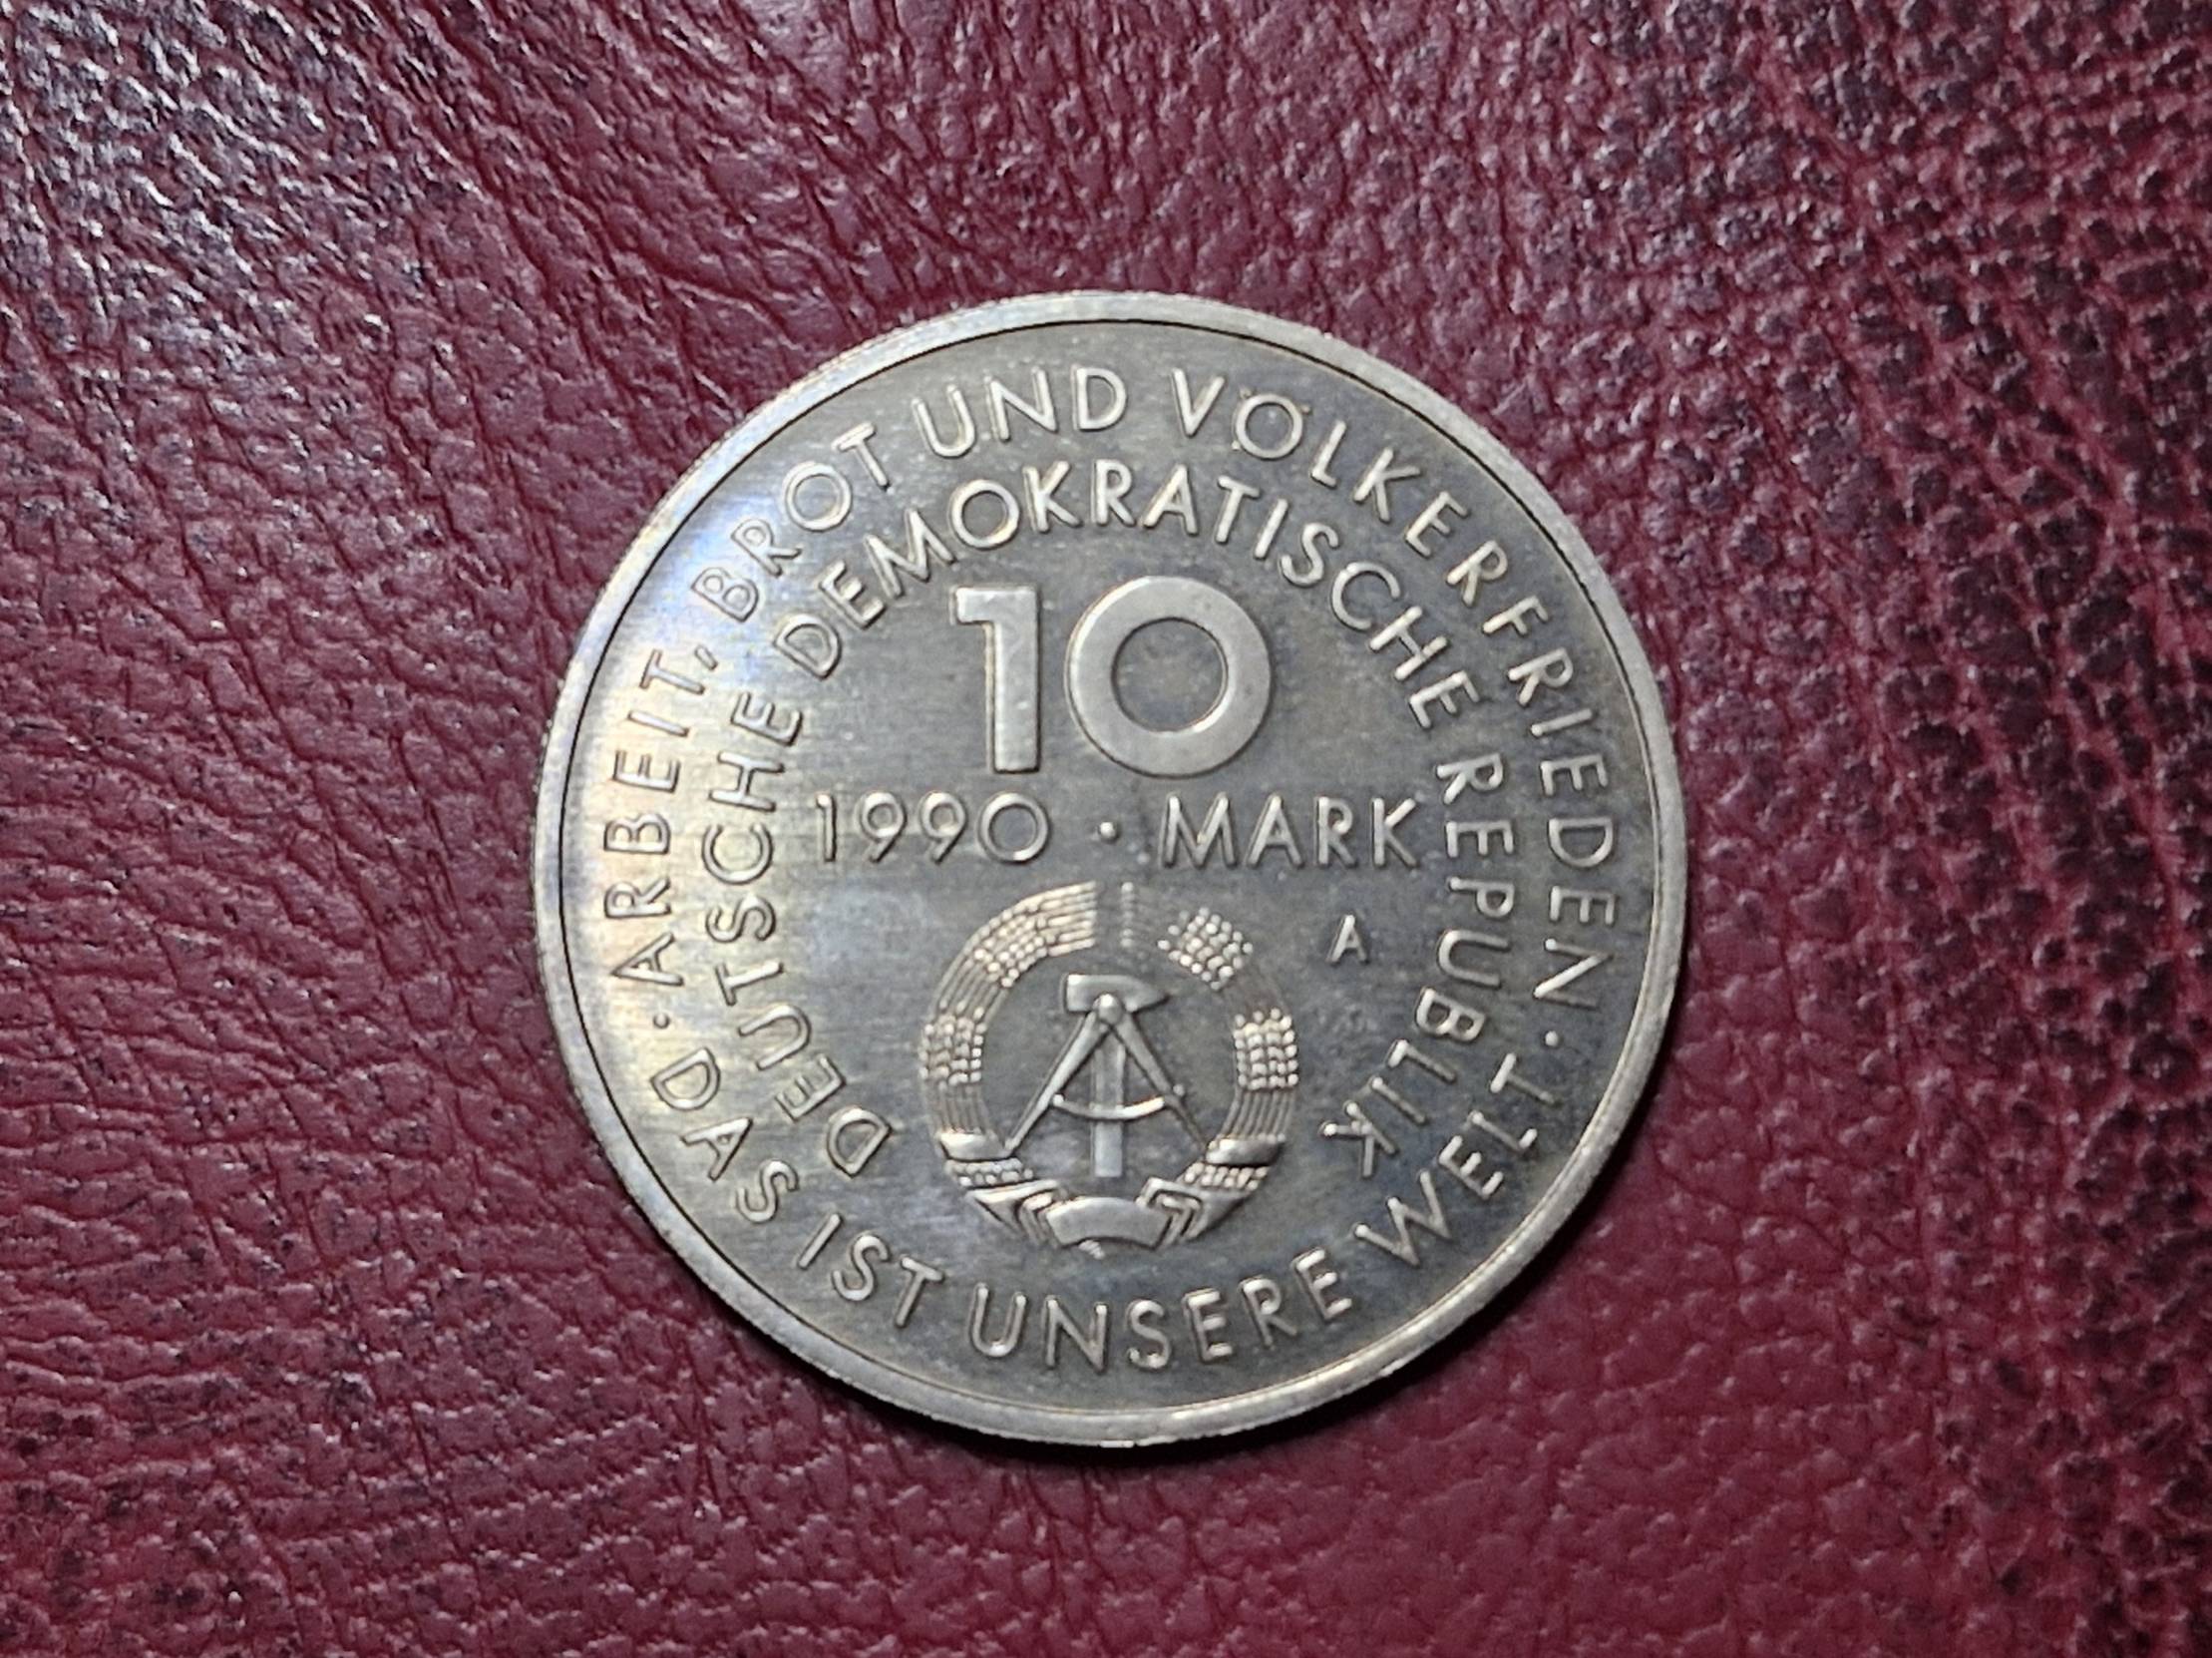 · ARBEIT, BROT UND VÖLKERFRIEDEN ·
DAS IST UNSERE WELT
DEUTSCHE DEMOKRATISCHE REPUBLIK
10
1990 · MARK
A